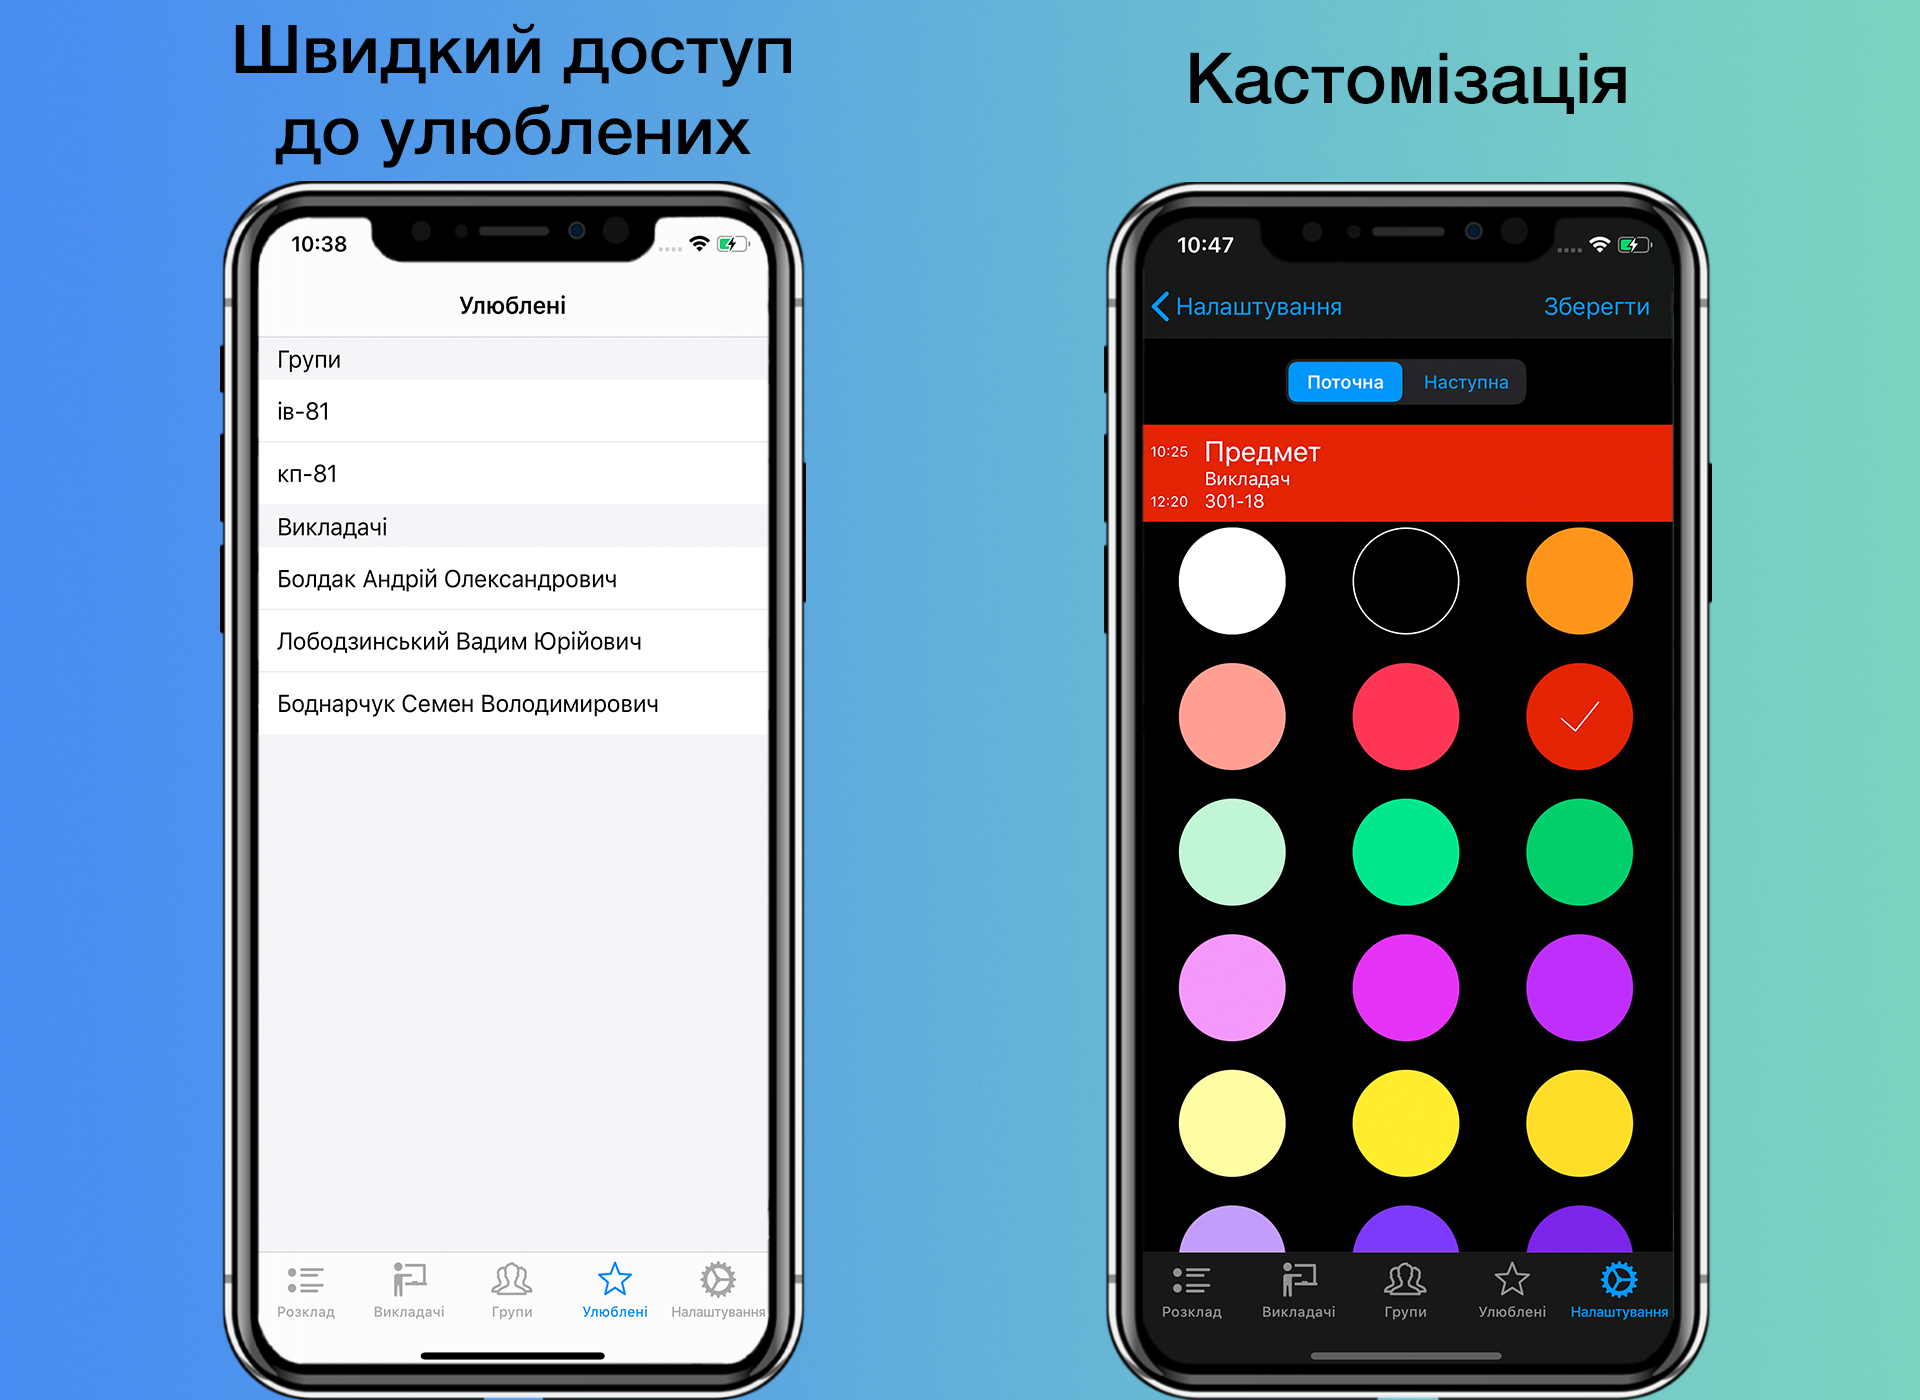 Швидкий доступ
до улюблених
10:38
Улюблені
Групи
ів-81
кп-81
Викладачі
Болдак Андрій Олександрович
Лободзинський Вадим Юрійович
Боднарчук Семен Володимирович
Розклад
Викладачі
Групи
Улюблені
Налаштування
Кастомізація
10:47
Налаштування
Зберегти
Поточна
Наступна
10:25
Предмет
Викладач
12:20
301-18
Розклад
Викладачі
Групи
Улюблені
Налаштування